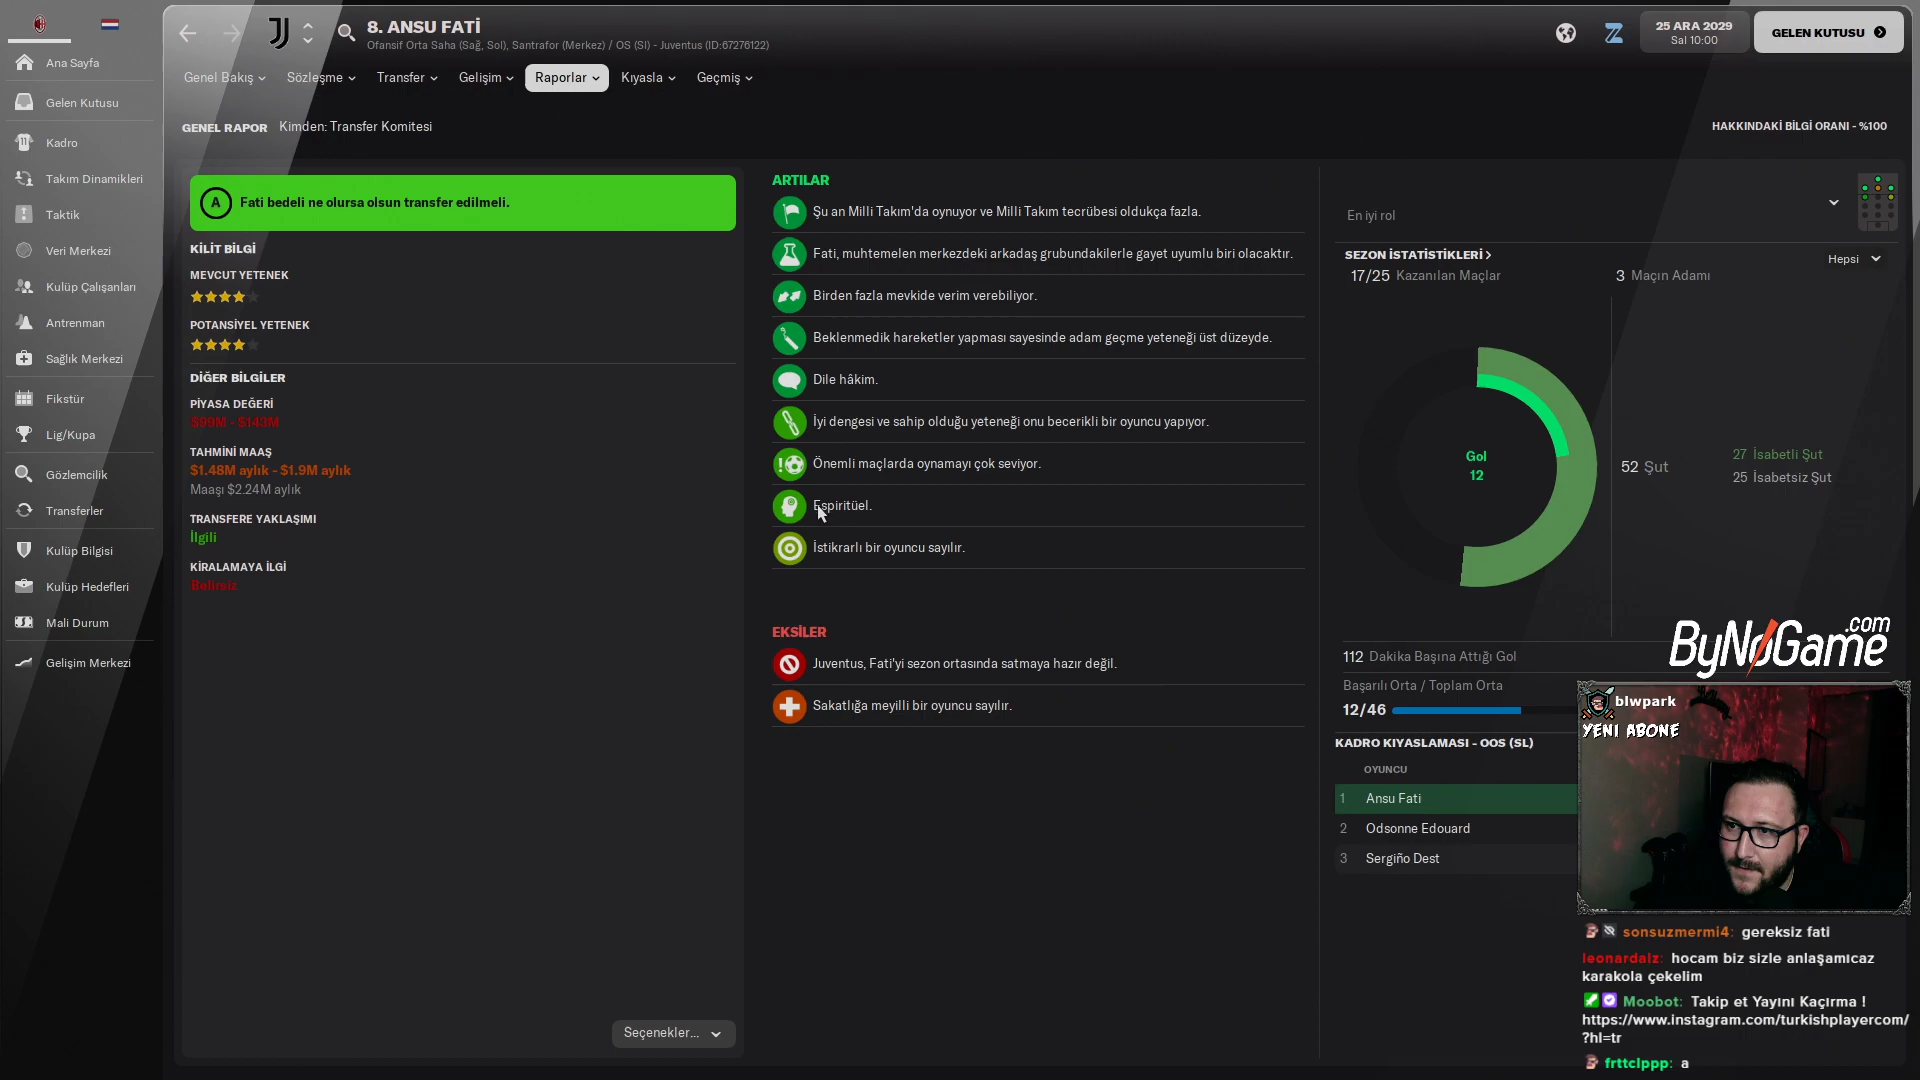 8. ANSU FATİ
Ofansif Orta Saha (Sağ, Sol), Santrafor (Merkez) / OS (Sl) - Juventus (ID:67276122)
25 ARA 2029
Sal 10:00
GELEN KUTUSU
Ana Sayfa
Gelen Kutusu
Kadro
Takım Dinamikleri
Taktik
Veri Merkezi
Kulüp Çalışanları
Antrenman
Sağlık Merkezi
Fikstür
Lig/Kupa
Gözlemcilik
Transferler
Kulüp Bilgisi
Kulüp Hedefleri
Mali Durum
Gelişim Merkezi
Genel Bakış
Sözleşme
Transfer
Gelişim
Raporlar
Kıyasla
Geçmiş
GENEL RAPOR Kimden: Transfer Komitesi
HAKKINDAKİ BİLGİ ORANI - %100
A Fati bedeli ne olursa olsun transfer edilmeli.
KİLİT BİLGİ
MEVCUT YETENEK
POTANSİYEL YETENEK
DİĞER BİLGİLER
PİYASA DEĞERİ
$99M - $143M
TAHMİNİ MAAŞ
$1.48M aylık - $1.9M aylık
Maaşı $2.24M aylık
TRANSFERE YAKLAŞIMI
İlgili
KİRALAMAYA İLGİ
Belirsiz
Seçenekler...
ARTILAR
Şu an Milli Takım'da oynuyor ve Milli Takım tecrübesi oldukça fazla.
Fati, muhtemelen merkezdeki arkadaş grubundakilerle gayet uyumlu biri olacaktır.
Birden fazla mevkide verim verebiliyor.
Beklenmedik hareketler yapması sayesinde adam geçme yeteneği üst düzeyde.
Dile hâkim.
İyi dengesi ve sahip olduğu yeteneği onu becerikli bir oyuncu yapıyor.
Önemli maçlarda oynamayı çok seviyor.
Espiritüel.
İstikrarlı bir oyuncu sayılır.
EKSİLER
Juventus, Fati'yi sezon ortasında satmaya hazır değil.
Sakatlığa meyilli bir oyuncu sayılır.
En iyi rol
SEZON İSTATİSTİKLERİ
Hepsi
17/25 Kazanılan Maçlar
3 Maçın Adamı
Gol
12
52 Şut
27 İsabetli Şut
25 İsabetsiz Şut
112 Dakika Başına Attığı Gol
Başarılı Orta / Toplam Orta
12/46
KADRO KIYASLAMASI - OOS (SL)
OYUNCU
1 Ansu Fati
2 Odsonne Edouard
3 Sergiño Dest
ByNoGame.com
blwpark
YENI ABONE
sonsuzmermi4: gereksiz fati
leonardalz: hocam biz sizle anlaşamıcaz
karakola çekelim
Moobot: Takip et Yayını Kaçırma !
https://www.instagram.com/turkishplayercom/
?hl=tr
frttclppp: a